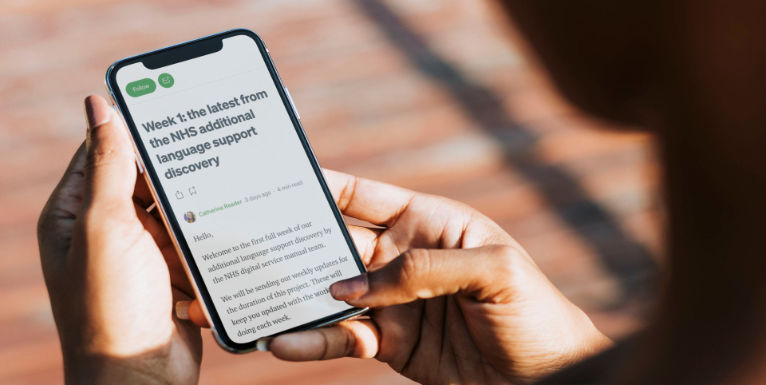 Follow
Week 1: the latest from
the NHS additional
language support
discovery
Catherine Reader 3 days ago · 4 min read
Hello,
Welcome to the first full week of our
additional language support discovery by
the NHS digital service manual team.
We will be sending our weekly updates for
the duration of this project. These will
keep you updated with the work
doing each week.